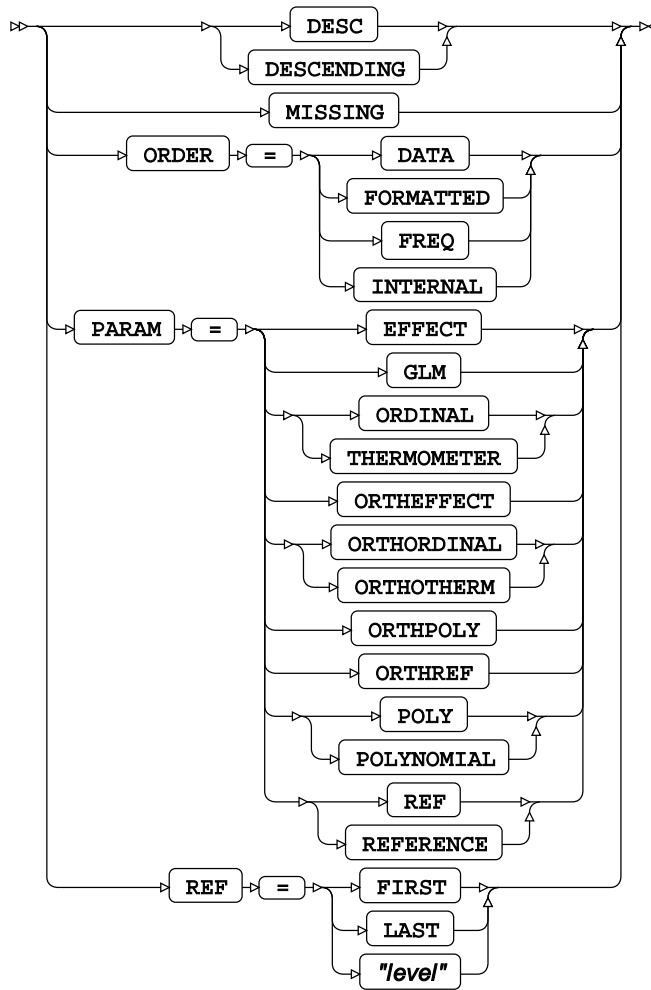 DESC
DESCENDING
MISSING
ORDER = DATA
FORMATTED
FREQ
INTERNAL
PARAM = EFFECT
GLM
ORDINAL
THERMOMETER
ORTHEFFECT
ORTHORDINAL
ORTHOTHERM
ORTHPOLY
ORTHREF
POLY
POLYNOMIAL
REF
REFERENCE
REF = FIRST
LAST
"level"